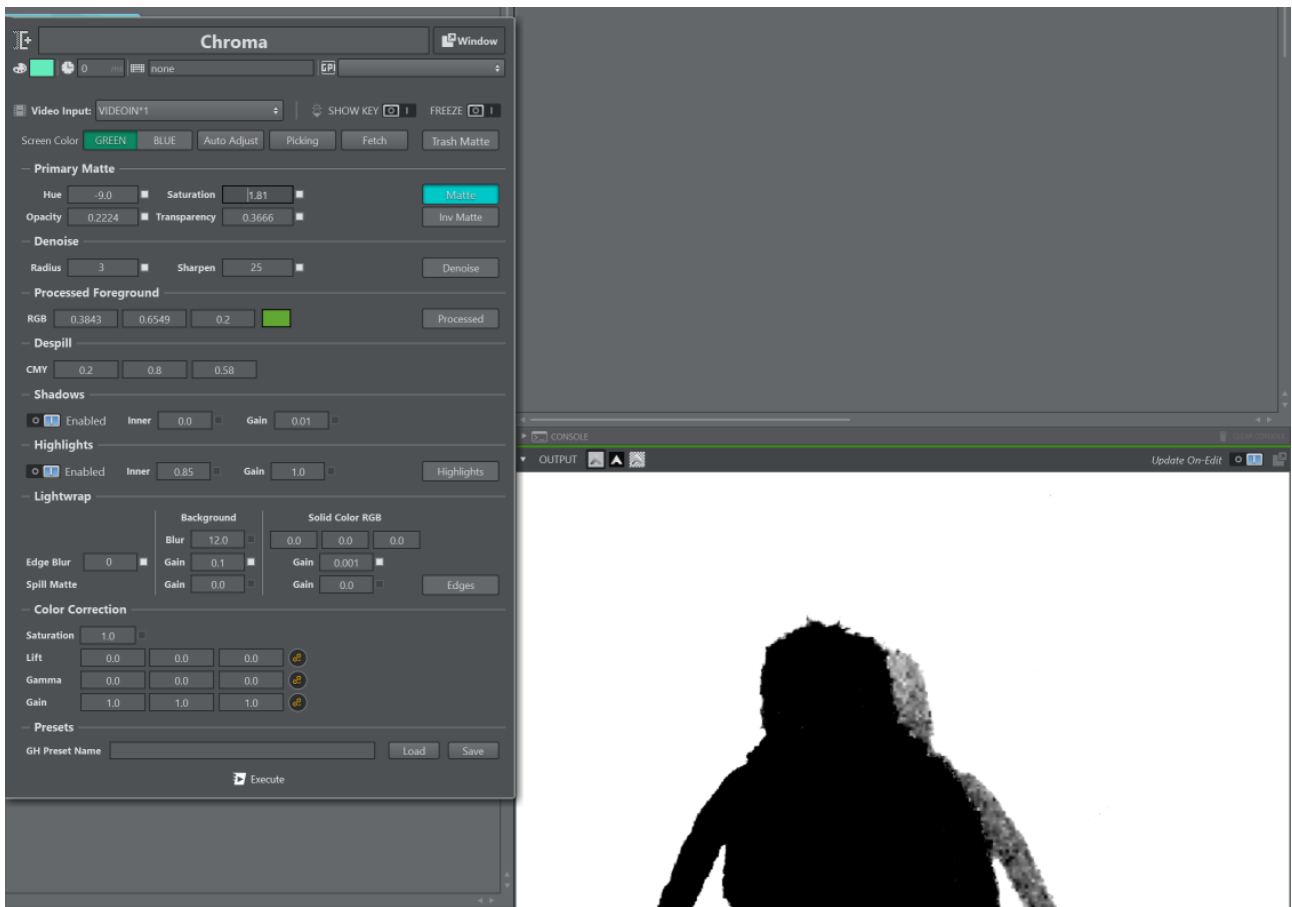 Chroma
Window
0 ms none GPI
Video Input: VIDEOIN*1 SHOW KEY FREEZE
Screen Color GREEN BLUE Auto Adjust Picking Fetch Trash Matte
Primary Matte
Hue -9.0 Saturation 1.81 Matte
Opacity 0.2224 Transparency 0.3666 Inv Matte
Denoise
Radius 3 Sharpen 25 Denoise
Processed Foreground
RGB 0.3843 0.6549 0.2 Processed
Despill
CMY 0.2 0.8 0.58
Shadows
Enabled Inner 0.0 Gain 0.01
Highlights
Enabled Inner 0.85 Gain 1.0 Highlights
Lightwrap
Background Solid Color RGB
Blur 12.0 0.0 0.0 0.0
Edge Blur 0 Gain 0.1 Gain 0.001
Spill Matte Gain 0.0 Gain 0.0 Edges
Color Correction
Saturation 1.0
Lift 0.0 0.0 0.0
Gamma 0.0 0.0 0.0
Gain 1.0 1.0 1.0
Presets
GH Preset Name Load Save
Execute
CONSOLE CLEAR CONSOLE
OUTPUT Update On-Edit